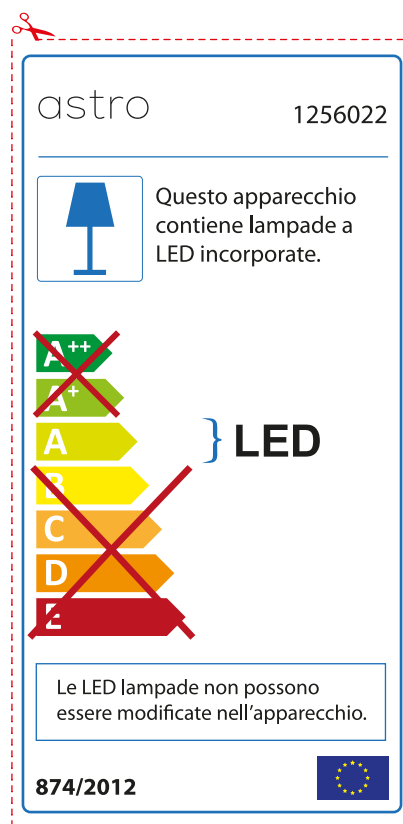 astro
1256022
Questo apparecchio
contiene lampade a
LED incorporate.
A++
A+
A
LED
B
C
D
E
Le LED lampade non possono
essere modificate nell'apparecchio.
874/2012